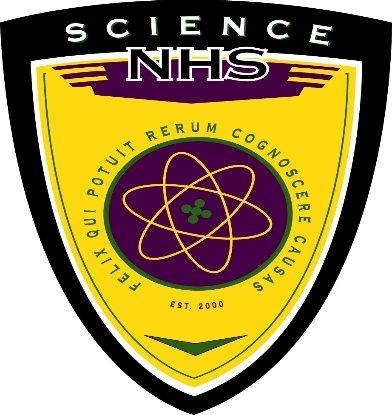 SCIENCE
NHS
FELIX QUI POTUIT RERUM COGNOSCERE CAUSAS
EST. 2000